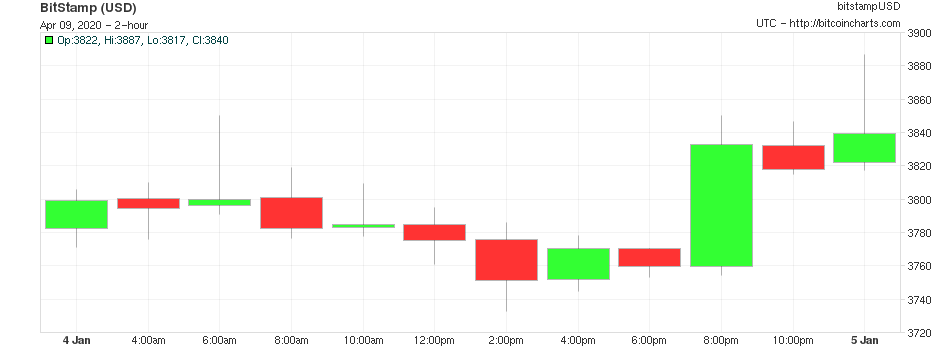 BitStamp (USD)
bitstampUSD
Apr 09, 2020 - 2-hour
UTC - http://bitcoincharts.com
Op:3822, Hi:3887, Lo:3817, Cl:3840
3900
3880
3860
3840
3820
3800
3780
3760
3740
3720
4 Jan 4:00am 6:00am 8:00am 10:00am 12:00pm 2:00pm 4:00pm 6:00pm 8:00pm 10:00pm 5 Jan